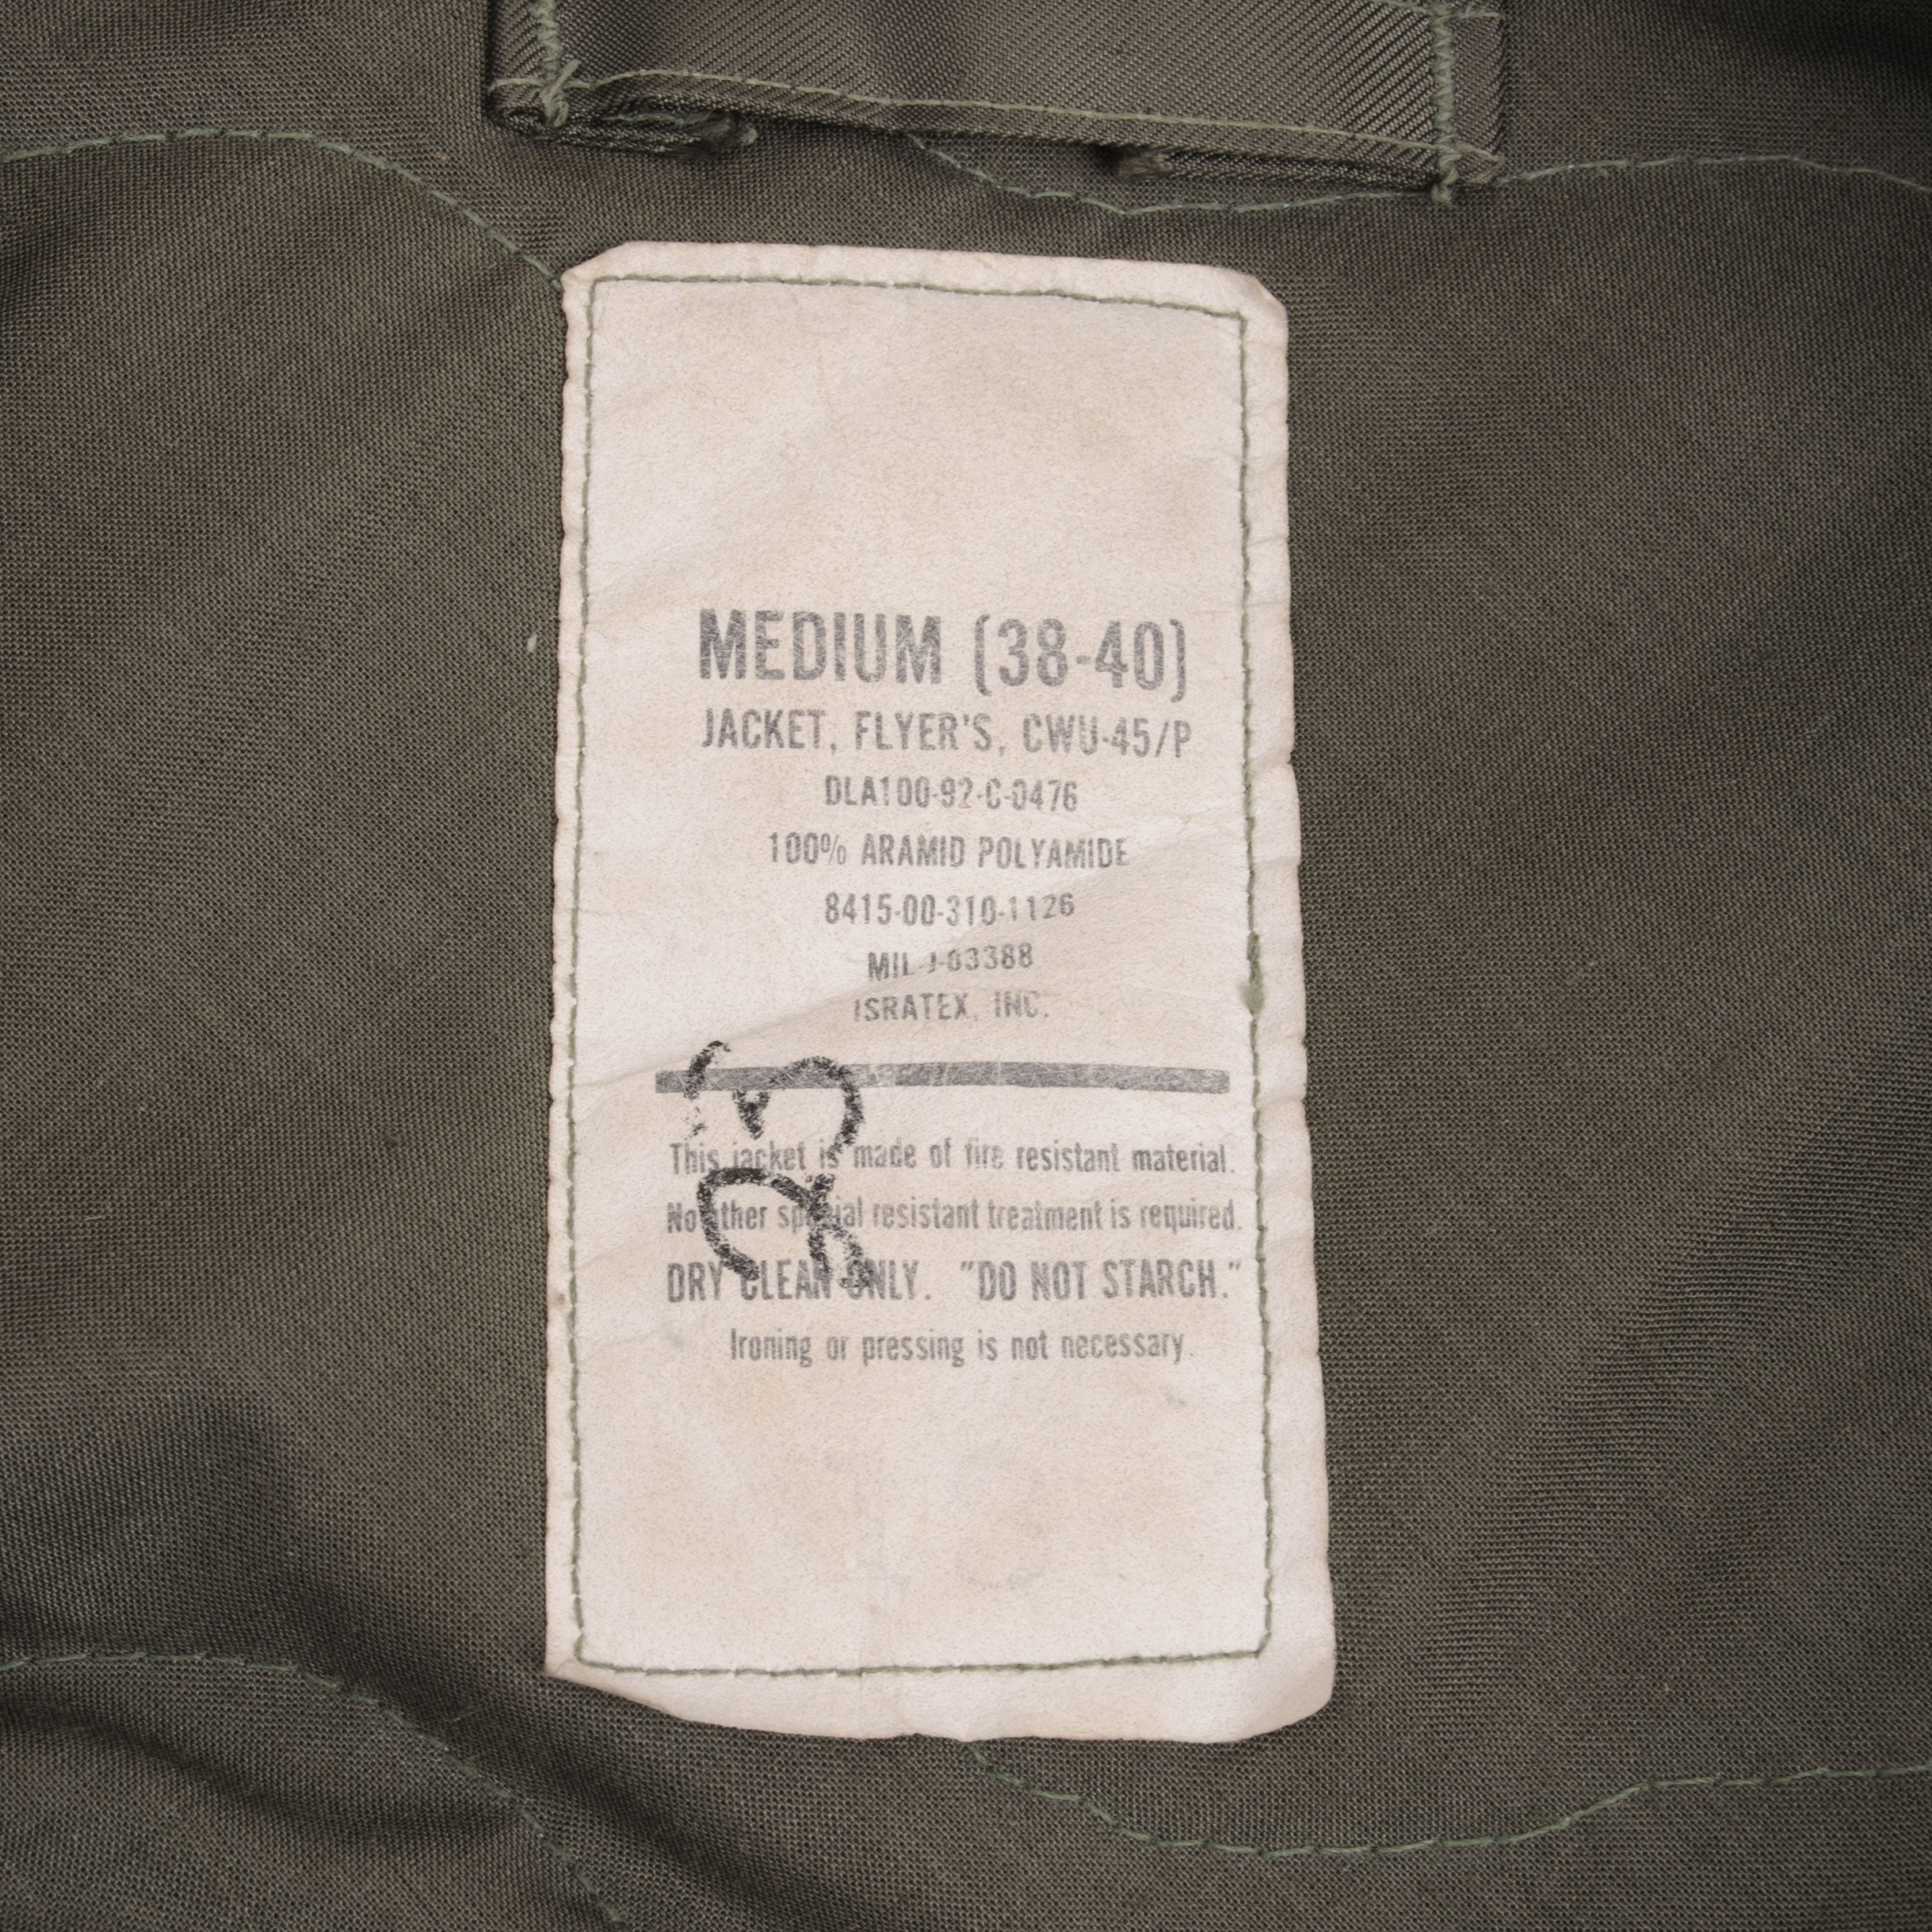 MEDIUM (38-40)
JACKET, FLYER'S, CWU-45/P
DLA100-92-C-0476
100% ARAMID POLYAMIDE
8415-00-310-1126
MIL-J-83388
ISRATEX, INC.
This jacket is made of fire resistant material.
No other special resistant treatment is required.
DRY CLEAN ONLY. "DO NOT STARCH."
Ironing or pressing is not necessary.